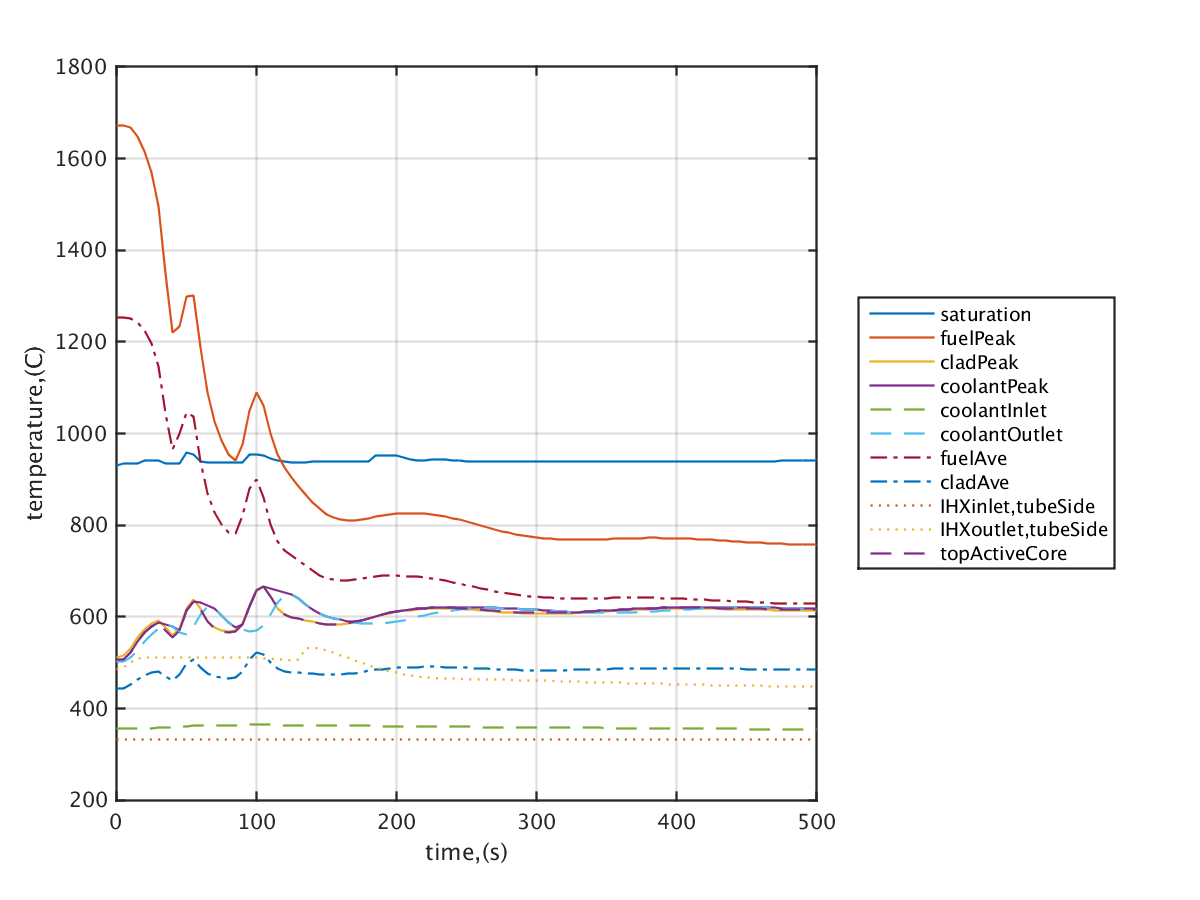 1800
1600
1400
1200
1000
800
600
400
200
temperature,(C)
0
100
200
300
400
500
time,(s)
saturation
fuelPeak
cladPeak
coolantPeak
coolantInlet
coolantOutlet
fuelAve
cladAve
IHXinlet,tubeSide
IHXoutlet,tubeSide
topActiveCore